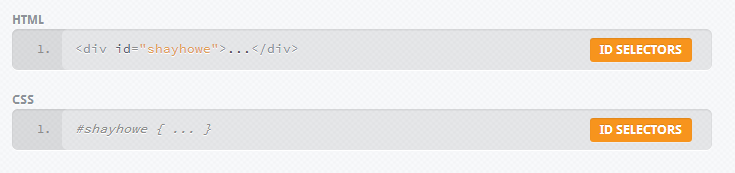 HTML
1. <div id="shayhowe">...</div> ID SELECTORS
CSS
1. #shayhowe { ... } ID SELECTORS